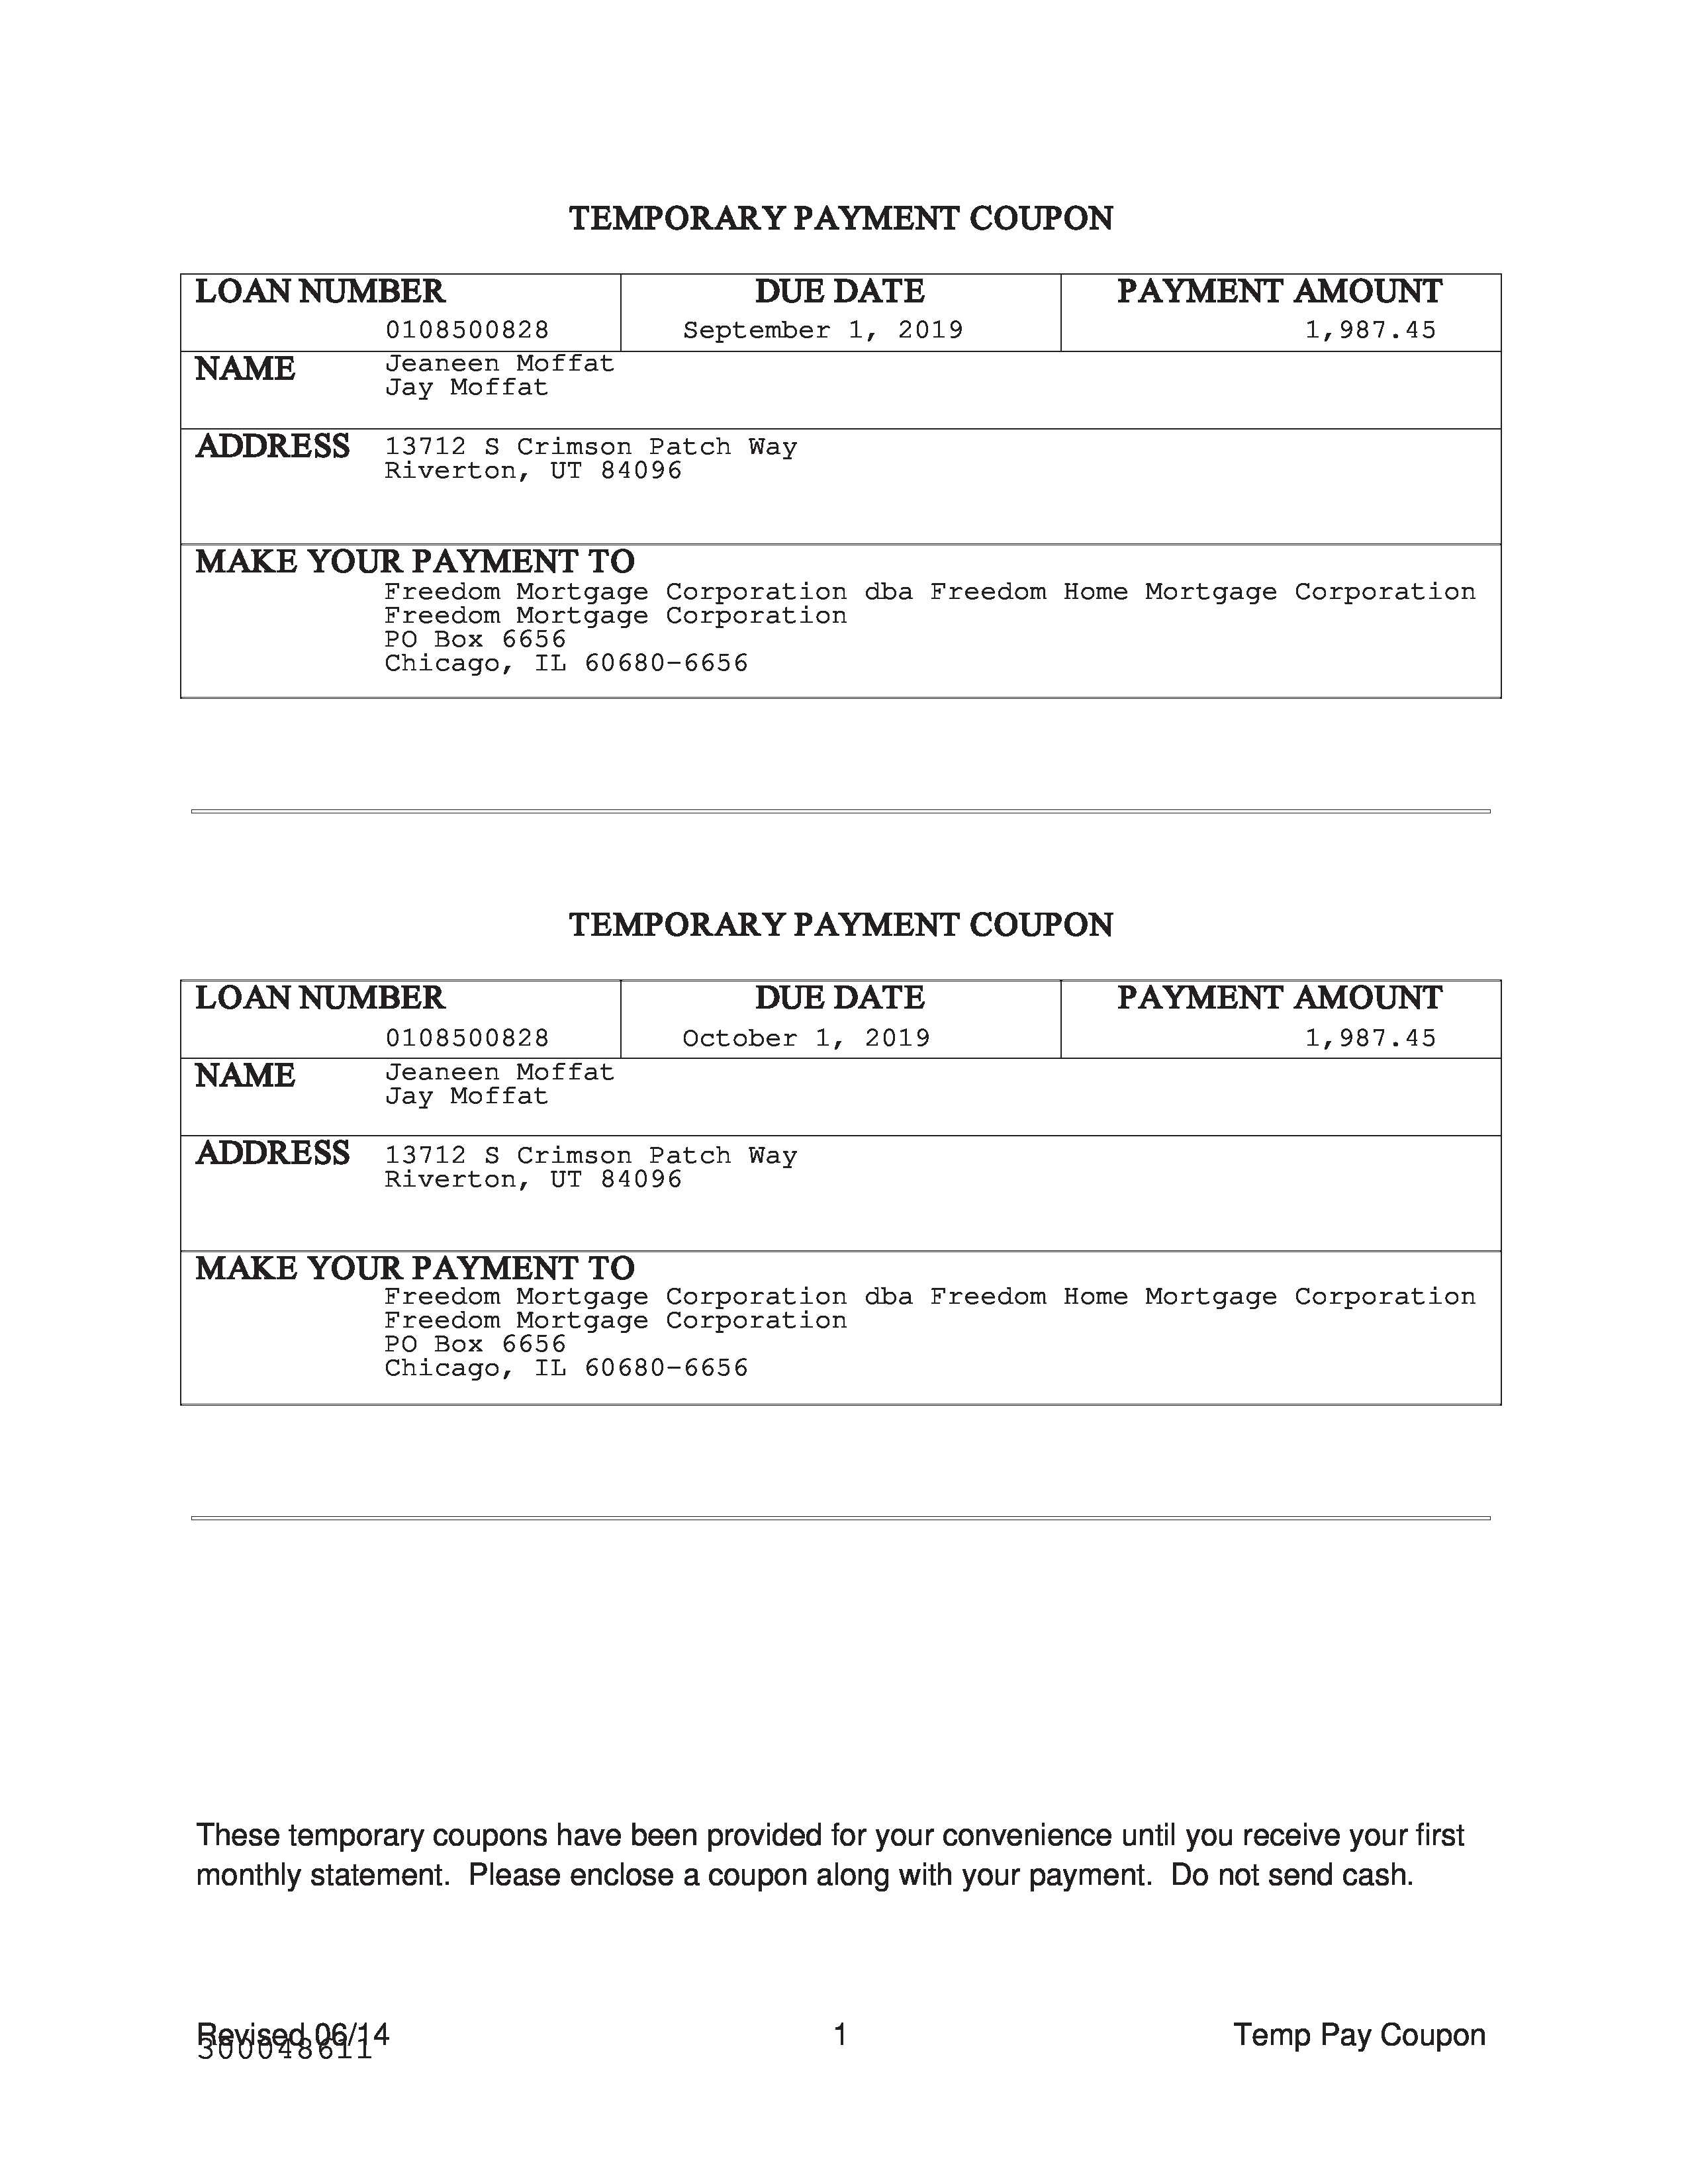 TEMPORARY PAYMENT COUPON
LOAN NUMBER DUE DATE PAYMENT AMOUNT
0108500828 September 1, 2019 1,987.45
NAME Jeaneen Moffat
Jay Moffat
ADDRESS 13712 S Crimson Patch Way
Riverton, UT 84096
MAKE YOUR PAYMENT TO
Freedom Mortgage Corporation dba Freedom Home Mortgage Corporation
Freedom Mortgage Corporation
PO Box 6656
Chicago, IL 60680-6656
TEMPORARY PAYMENT COUPON
LOAN NUMBER DUE DATE PAYMENT AMOUNT
0108500828 October 1, 2019 1,987.45
NAME Jeaneen Moffat
Jay Moffat
ADDRESS 13712 S Crimson Patch Way
Riverton, UT 84096
MAKE YOUR PAYMENT TO
Freedom Mortgage Corporation dba Freedom Home Mortgage Corporation
Freedom Mortgage Corporation
PO Box 6656
Chicago, IL 60680-6656
These temporary coupons have been provided for your convenience until you receive your first
monthly statement. Please enclose a coupon along with your payment. Do not send cash.
Revised 06/14 1 Temp Pay Coupon
300048611